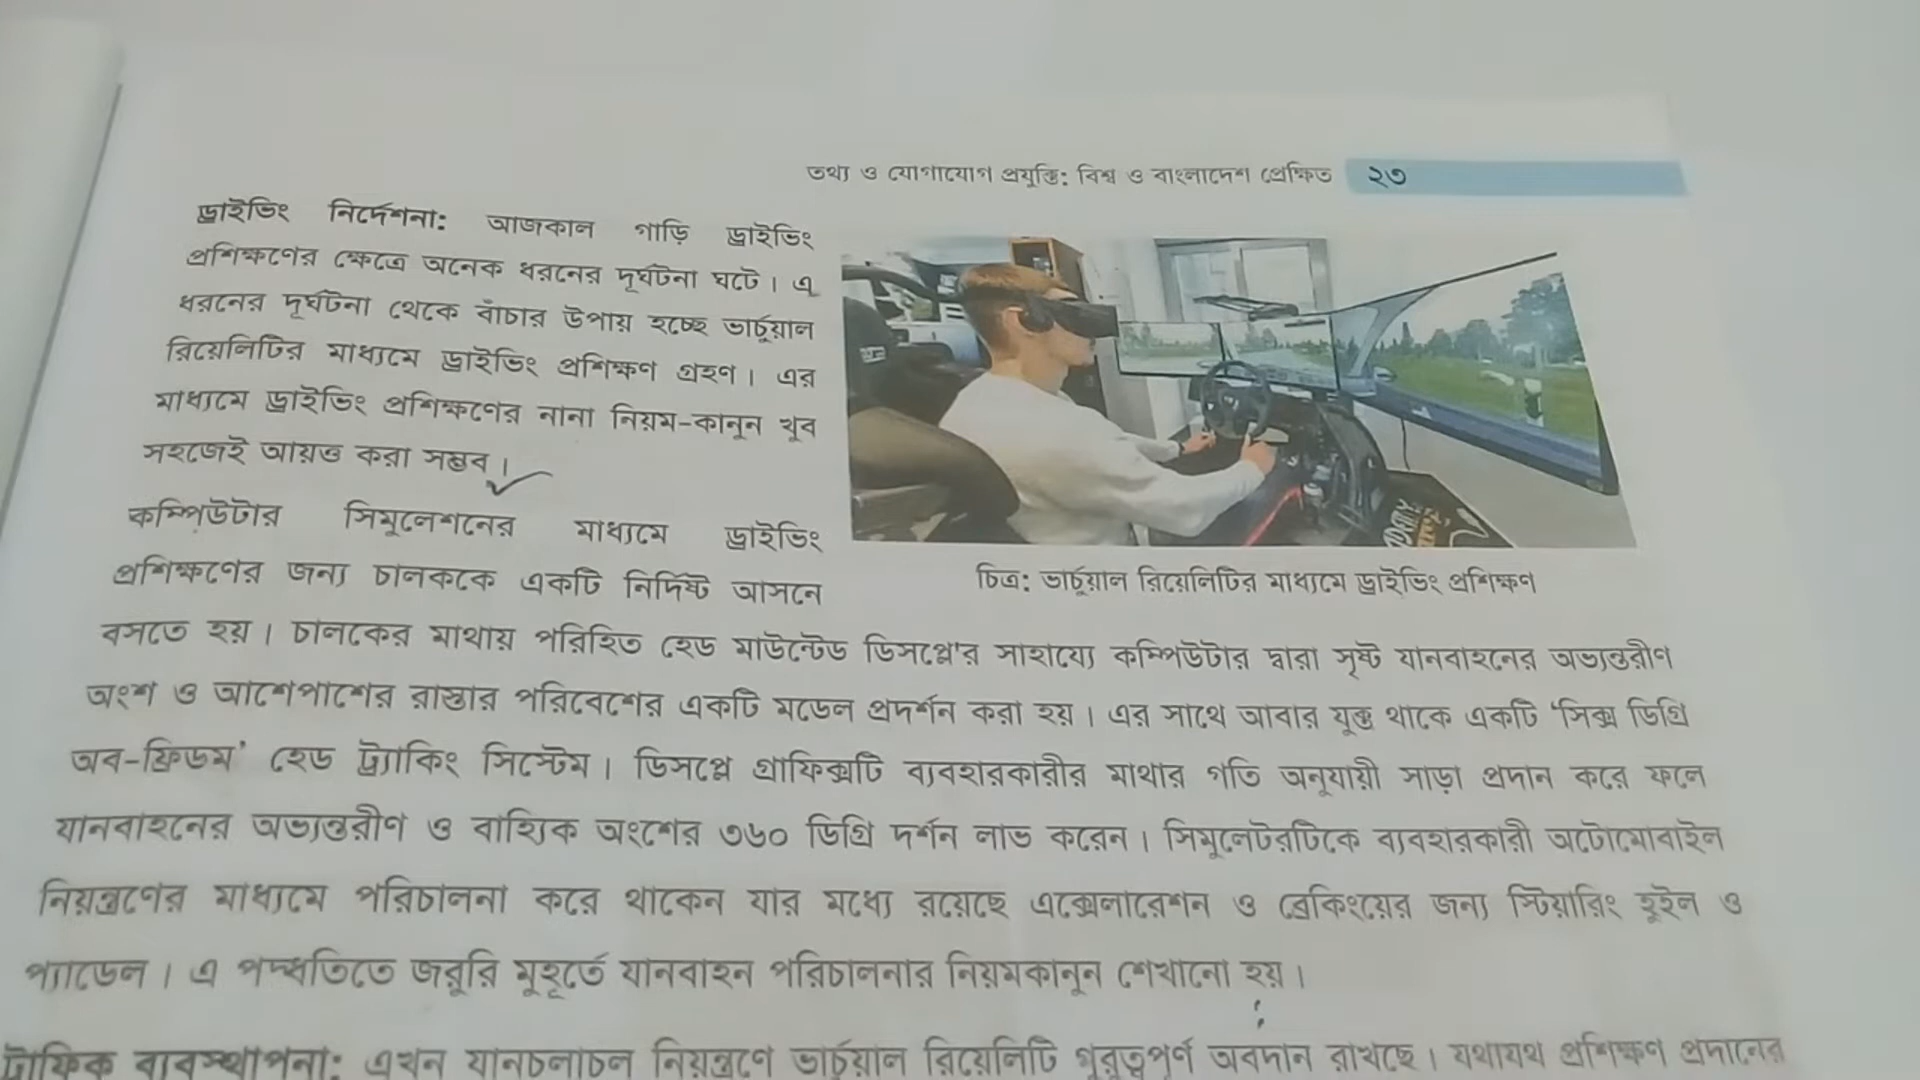 তথ্য ও যোগাযোগ প্রযুক্তি: বিশ্ব ও বাংলাদেশ প্রেক্ষিত ২৩
ড্রাইভিং নির্দেশনা: আজকাল গাড়ি ড্রাইভিং
প্রশিক্ষণের ক্ষেত্রে অনেক ধরনের দূর্ঘটনা ঘটে। এ
ধরনের দূর্ঘটনা থেকে বাঁচার উপায় হচ্ছে ভার্চুয়াল
রিয়েলিটির মাধ্যমে ড্রাইভিং প্রশিক্ষণ গ্রহণ। এর
মাধ্যমে ড্রাইভিং প্রশিক্ষণের নানা নিয়ম-কানুন খুব
সহজেই আয়ত্ত করা সম্ভব।
কম্পিউটার সিমুলেশনের মাধ্যমে ড্রাইভিং
প্রশিক্ষণের জন্য চালককে একটি নির্দিষ্ট আসনে
চিত্র: ভার্চুয়াল রিয়েলিটির মাধ্যমে ড্রাইভিং প্রশিক্ষণ
বসতে হয়। চালকের মাথায় পরিহিত হেড মাউন্টেড ডিসপ্লে'র সাহায্যে কম্পিউটার দ্বারা সৃষ্ট যানবাহনের অভ্যন্তরীণ
অংশ ও আশেপাশের রাস্তার পরিবেশের একটি মডেল প্রদর্শন করা হয়। এর সাথে আবার যুক্ত থাকে একটি ‘সিক্স ডিগ্রি
অব-ফ্রিডম’ হেড ট্র্যাকিং সিস্টেম। ডিসপ্লে গ্রাফিক্সটি ব্যবহারকারীর মাথার গতি অনুযায়ী সাড়া প্রদান করে ফলে
যানবাহনের অভ্যন্তরীণ ও বাহ্যিক অংশের ৩৬০ ডিগ্রি দর্শন লাভ করেন। সিমুলেটরটিকে ব্যবহারকারী অটোমোবাইল
নিয়ন্ত্রণের মাধ্যমে পরিচালনা করে থাকেন যার মধ্যে রয়েছে এক্সেলারেশন ও ব্রেকিংয়ের জন্য স্টিয়ারিং হুইল ও
প্যাডেল। এ পদ্ধতিতে জরুরি মুহূর্তে যানবাহন পরিচালনার নিয়মকানুন শেখানো হয়।
ট্রাফিক ব্যবস্থাপনা: এখন যানচলাচল নিয়ন্ত্রণে ভার্চুয়াল রিয়েলিটি গুরুত্বপূর্ণ অবদান রাখছে। যথাযথ প্রশিক্ষণ প্রদানের